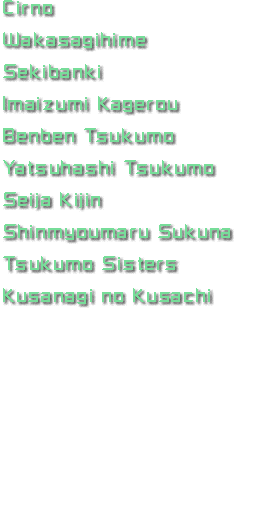 Cirno
Wakasagihime
Sekibanki
Imaizumi Kagerou
Benben Tsukumo
Yatsuhashi Tsukumo
Seija Kijin
Shinmyoumaru Sukuna
Tsukumo Sisters
Kusanagi no Kusachi